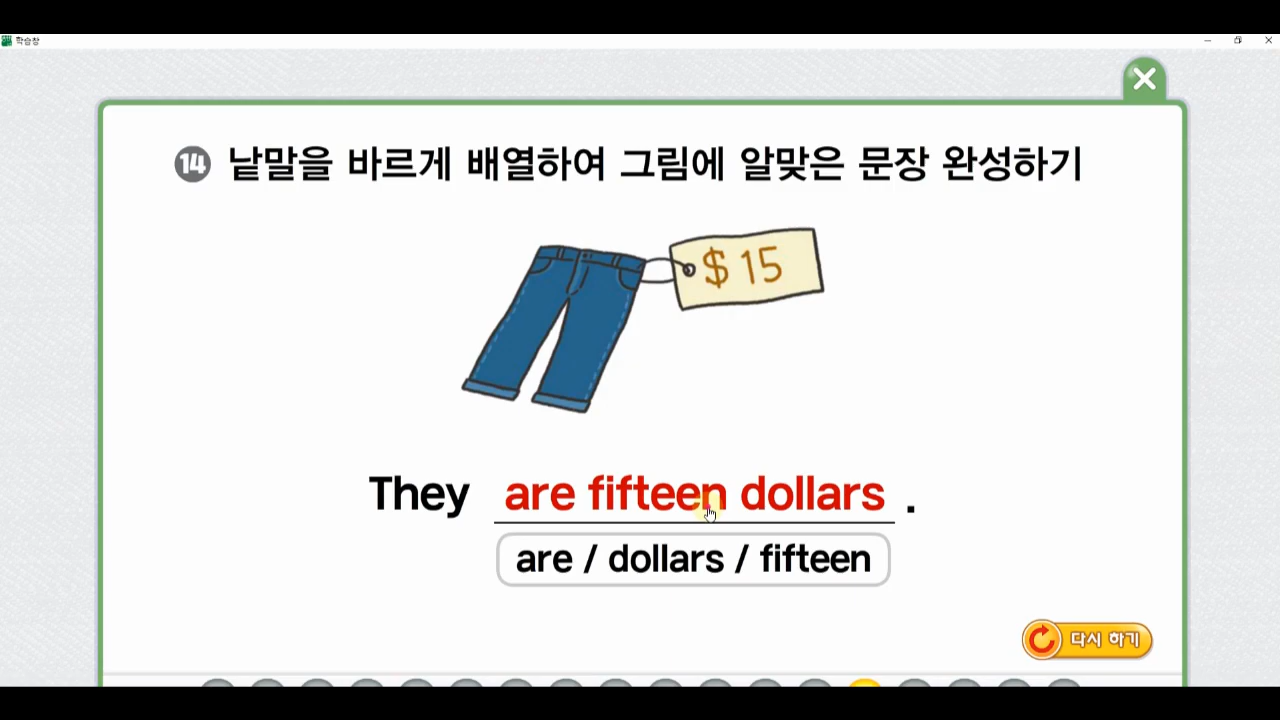 학습창
14 낱말을 바르게 배열하여 그림에 알맞은 문장 완성하기
$15
They are fifteen dollars .
are / dollars / fifteen
다시 하기